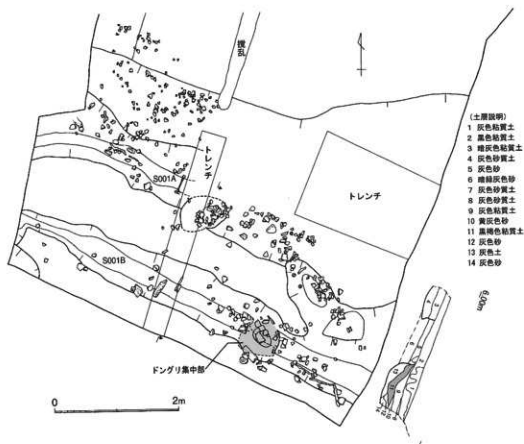 撹乱
(土層説明)
1 灰色粘質土
2 黒色粘質土
3 暗灰色粘質土
4 灰色砂質土
5 灰色砂
6 暗緑灰色砂
7 灰色砂質土
8 灰色砂質土
9 灰色粘質土
10 黄灰色砂
11 黒褐色粘質土
12 灰色砂
13 灰色土
14 灰色砂
トレンチ
トレンチ
S001A
S001B
6.00m
ドングリ集中部
0 2m